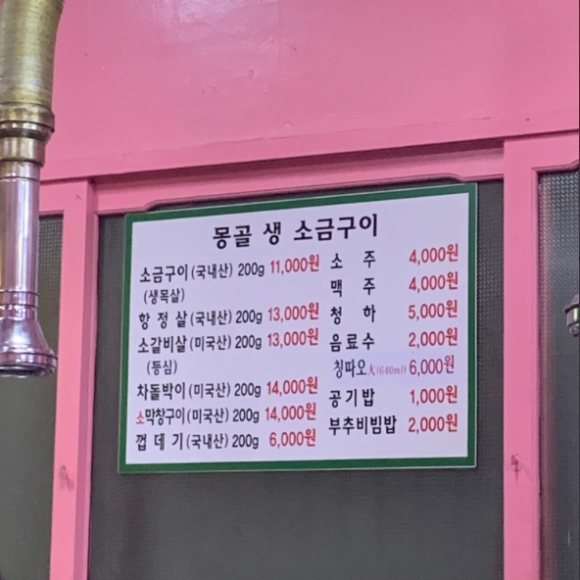 몽골 생 소금구이
소금구이 (국내산) 200g 11,000원
(생목살)
항정살 (국내산) 200g 13,000원
소갈비살 (미국산) 200g 13,000원
(등심)
차돌박이 (미국산) 200g 14,000원
소막창구이 (미국산) 200g 14,000원
껍데기 (국내산) 200g 6,000원
소주 4,000원
맥주 4,000원
청하 5,000원
음료수 2,000원
칭따오 大(640ml) 6,000원
공기밥 1,000원
부추비빔밥 2,000원